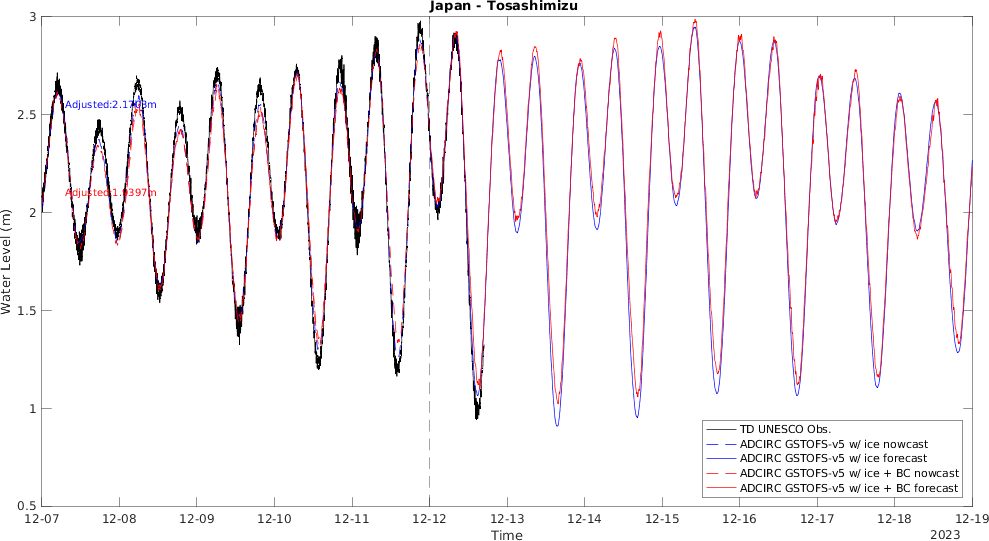 Japan - Tosashimizu
3
2.5
2
1.5
1
0.5
Water Level (m)
Adjusted:2.1703m
Adjusted:1.9397m
TD UNESCO Obs.
ADCIRC GSTOFS-v5 w/ ice nowcast
ADCIRC GSTOFS-v5 w/ ice forecast
ADCIRC GSTOFS-v5 w/ ice + BC nowcast
ADCIRC GSTOFS-v5 w/ ice + BC forecast
12-07 12-08 12-09 12-10 12-11 12-12 12-13 12-14 12-15 12-16 12-17 12-18 12-19
Time
2023